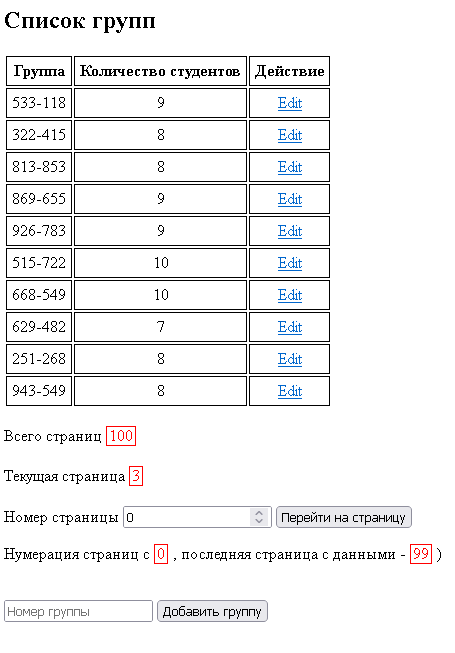 Список групп
Группа Количество студентов Действие
533-118 9 Edit
322-415 8 Edit
813-853 8 Edit
869-655 9 Edit
926-783 9 Edit
515-722 10 Edit
668-549 10 Edit
629-482 7 Edit
251-268 8 Edit
943-549 8 Edit
Всего страниц 100
Текущая страница 3
Номер страницы 0 Перейти на страницу
Нумерация страниц с 0 , последняя страница с данными - 99 )
Номер группы Добавить группу